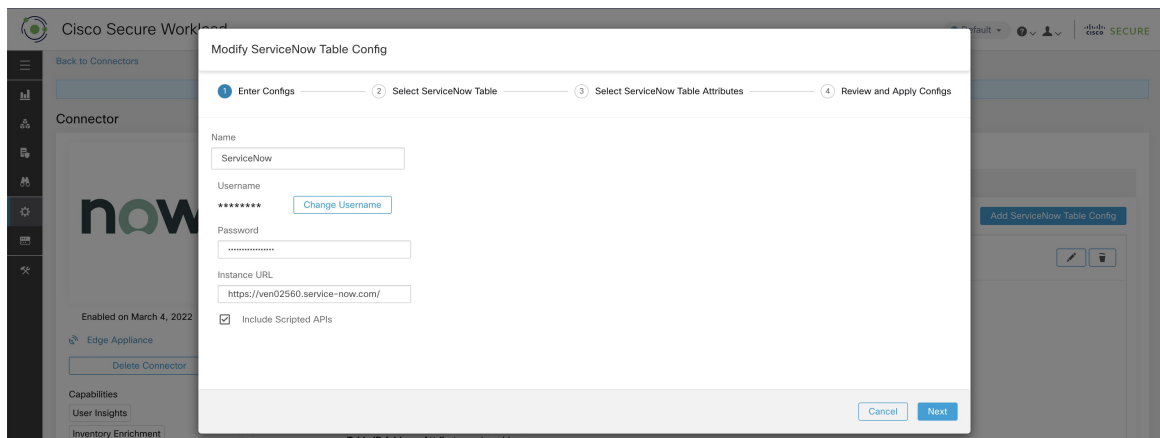 Cisco Secure Work
Default
CISCO SECURE
Back to Connectors
Modify ServiceNow Table Config
1 Enter Configs
2 Select ServiceNow Table
3 Select ServiceNow Table Attributes
4 Review and Apply Configs
Connector
Name
ServiceNow
Username
******** Change Username
Password
•••••••••••••••••
Instance URL
https://ven02560.service-now.com/
Include Scripted APIs
now
Add ServiceNow Table Config
Enabled on March 4, 2022
Edge Appliance
Delete Connector
Capabilities
User Insights
Inventory Enrichment
Cancel Next